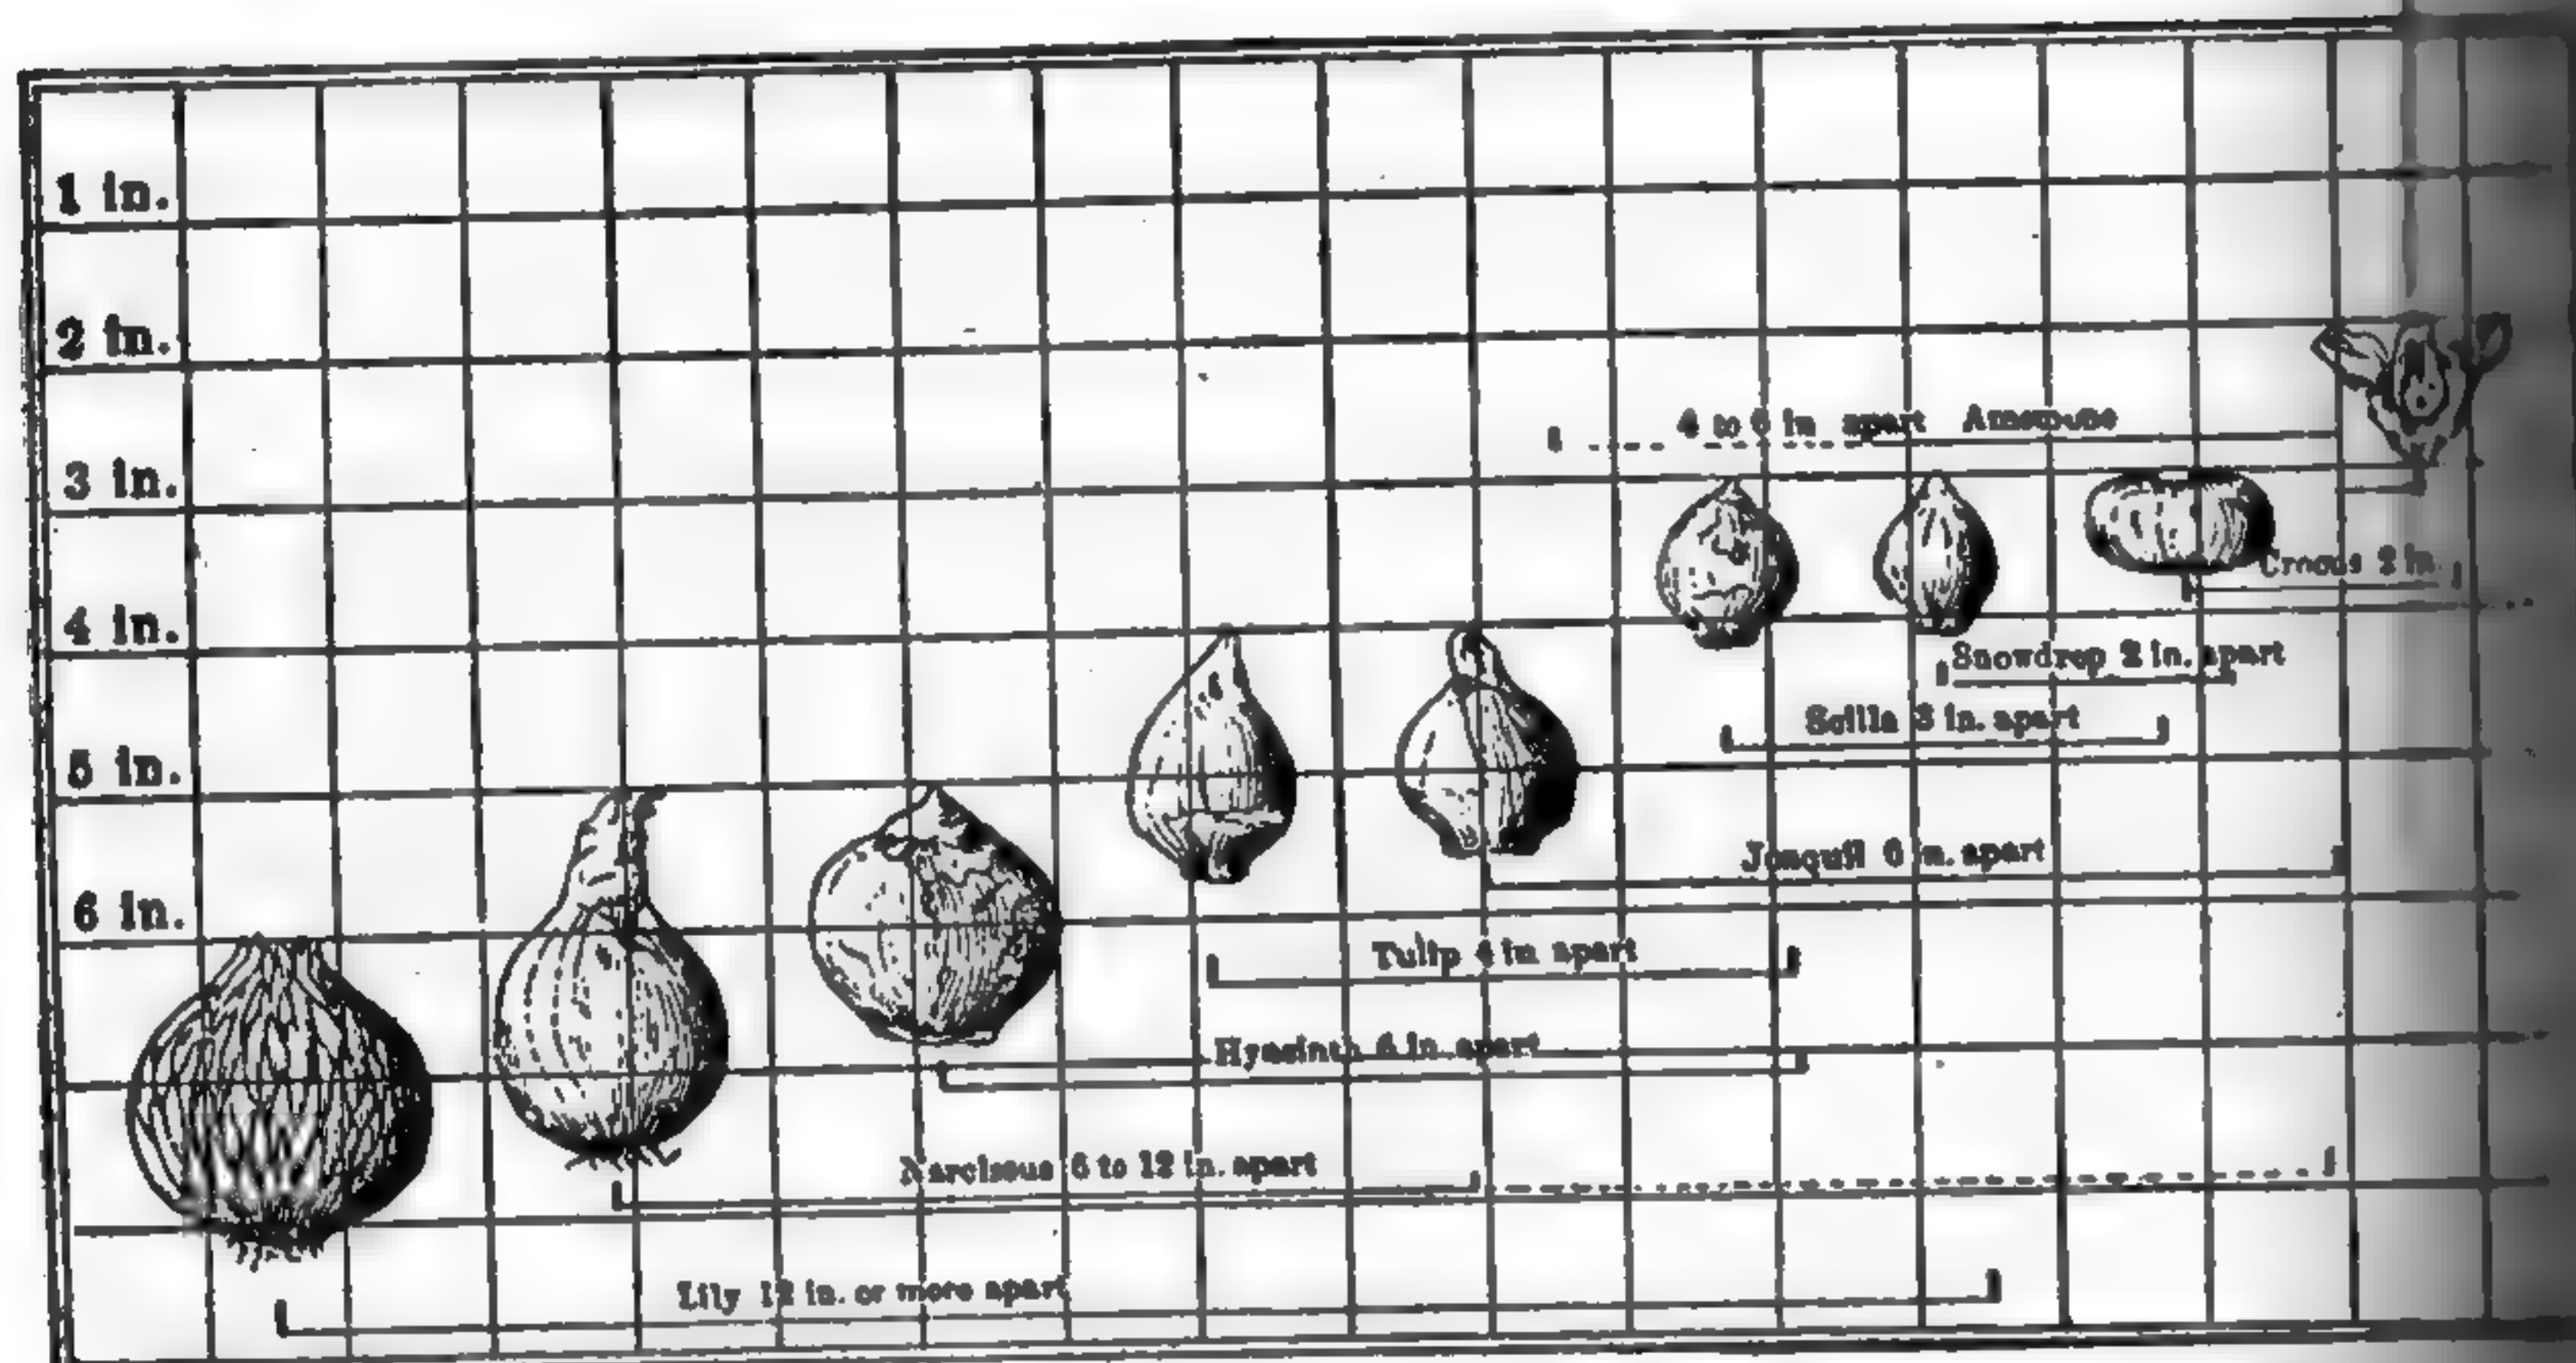 1 in.
2 in.
4 to 6 in apart Anemone
3 in.
Crocus 2 in
4 in.
Snowdrop 2 in. apart
Scilla 3 in. apart
5 in.
Jonquil 6 in. apart
6 in.
Tulip 4 in apart
Hyacinth 6 in. apart
Narcissus 6 to 12 in. apart
Lily 12 in. or more apart